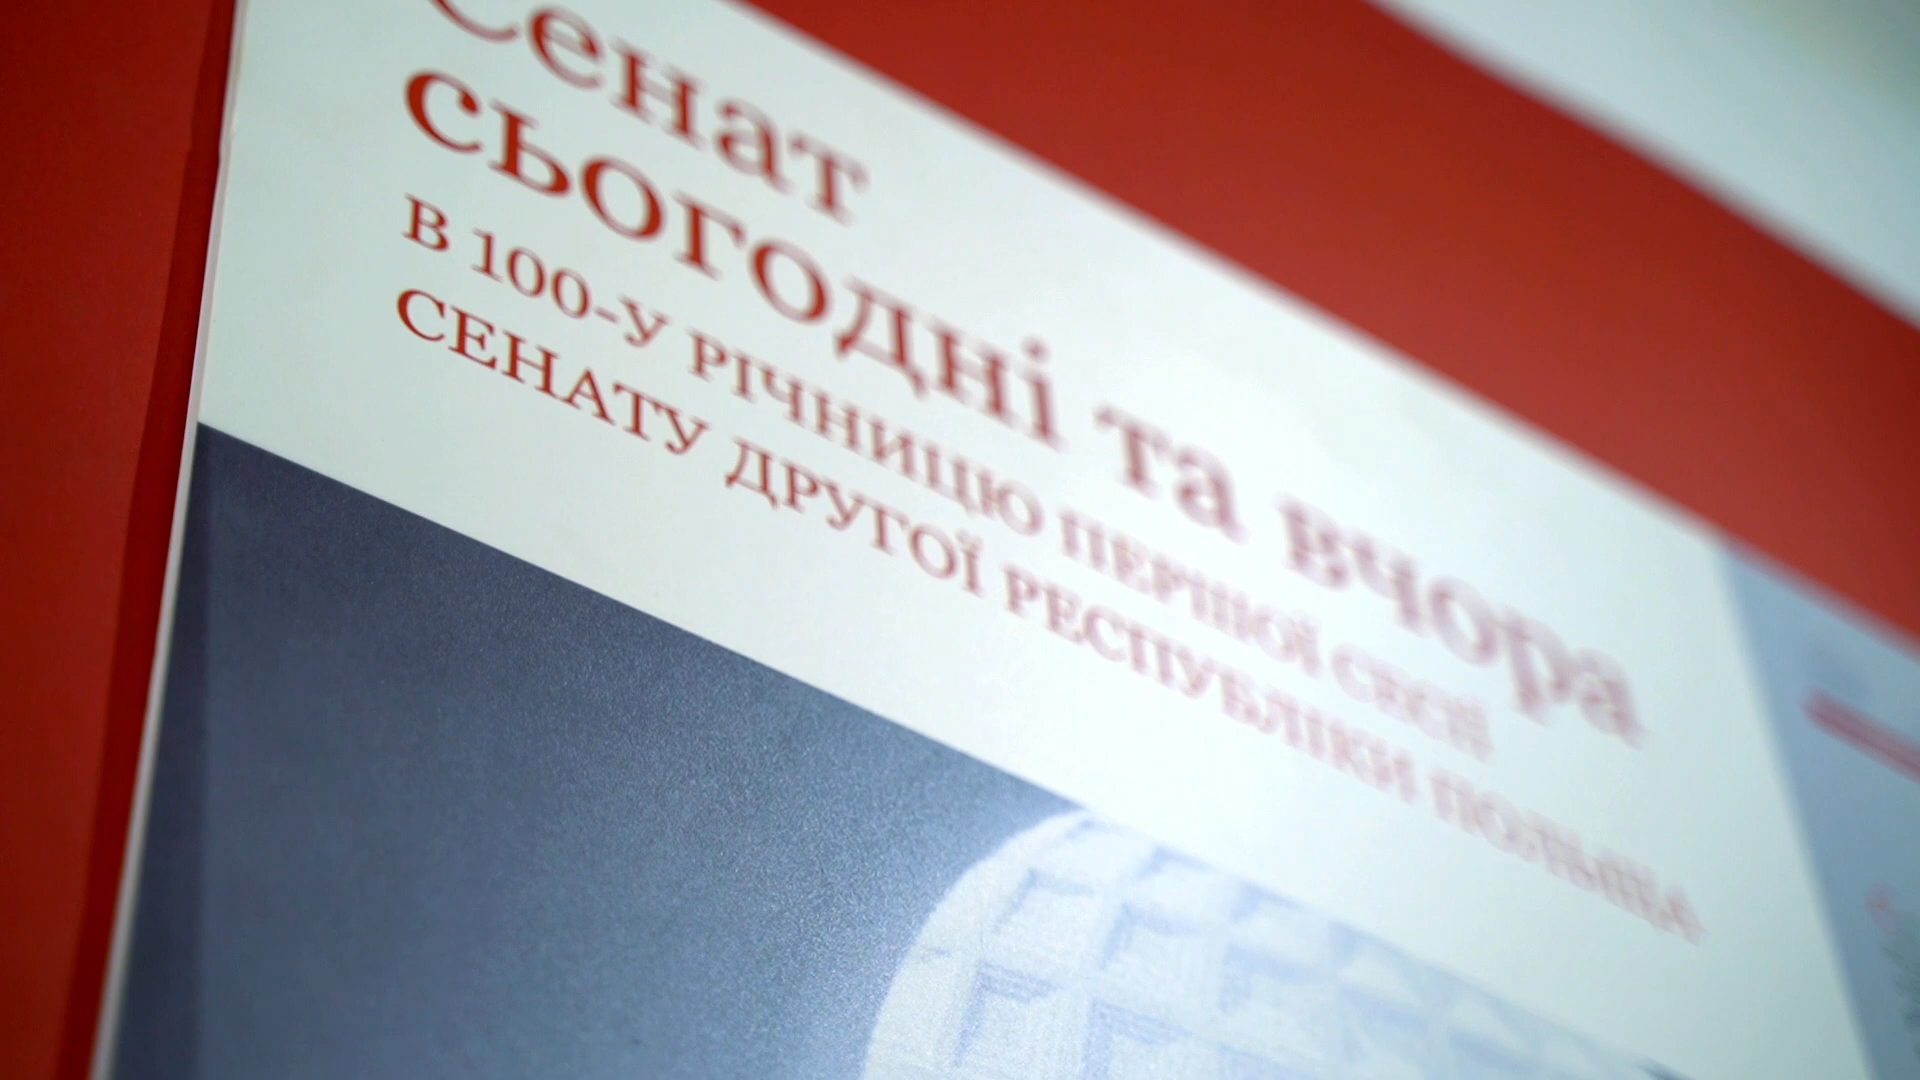 Сенат
сьогодні та вчора
В 100-У РІЧНИЦЮ ПЕРШОЇ СЕСІЇ
СЕНАТУ ДРУГОЇ РЕСПУБЛІКИ ПОЛЬЩА